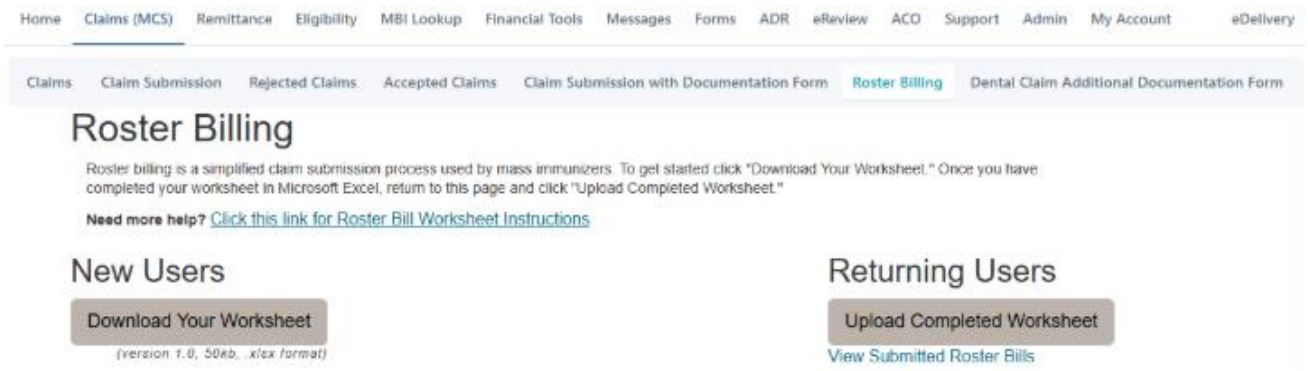 Home Claims (MCS) Remittance Eligibility MBI Lookup Financial Tools Messages Forms ADR eReview ACO Support Admin My Account eDelivery
Claims Claim Submission Rejected Claims Accepted Claims Claim Submission with Documentation Form Roster Billing Dental Claim Additional Documentation Form
Roster Billing
Roster billing is a simplified claim submission process used by mass immunizers. To get started click "Download Your Worksheet." Once you have
completed your worksheet in Microsoft Excel, return to this page and click "Upload Completed Worksheet."
Need more help? Click this link for Roster Bill Worksheet Instructions
New Users
Returning Users
Download Your Worksheet
Upload Completed Worksheet
(version 1.0, 50kb, .xlsx format)
View Submitted Roster Bills